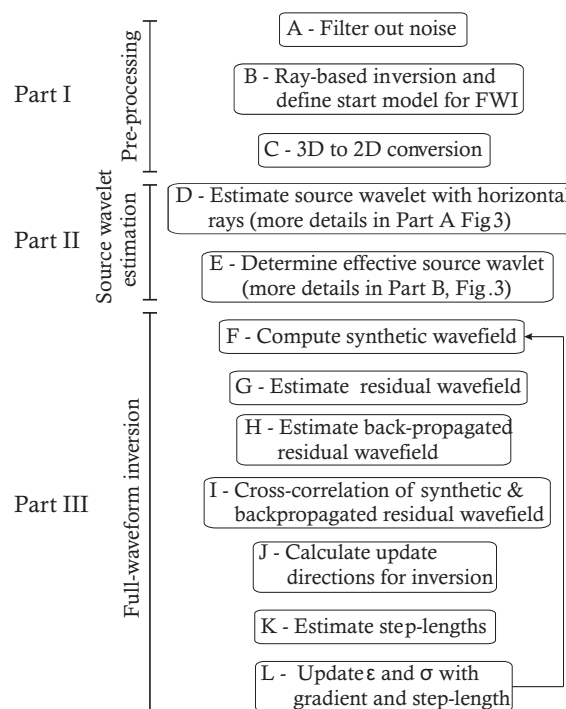 Part I
Pre-processing
A - Filter out noise
B - Ray-based inversion and
define start model for FWI
C - 3D to 2D conversion
Part II
Source wavelet
estimation
D - Estimate source wavelet with horizontal
rays (more details in Part A Fig3)
E - Determine effective source wavlet
(more details in Part B, Fig.3)
Part III
Full-waveform inversion
F - Compute synthetic wavefield
G - Estimate residual wavefield
H - Estimate back-propagated
residual wavefield
I - Cross-correlation of synthetic &
backpropagated residual wavefield
J - Calculate update
directions for inversion
K - Estimate step-lengths
L - Update ε and σ with
gradient and step-length